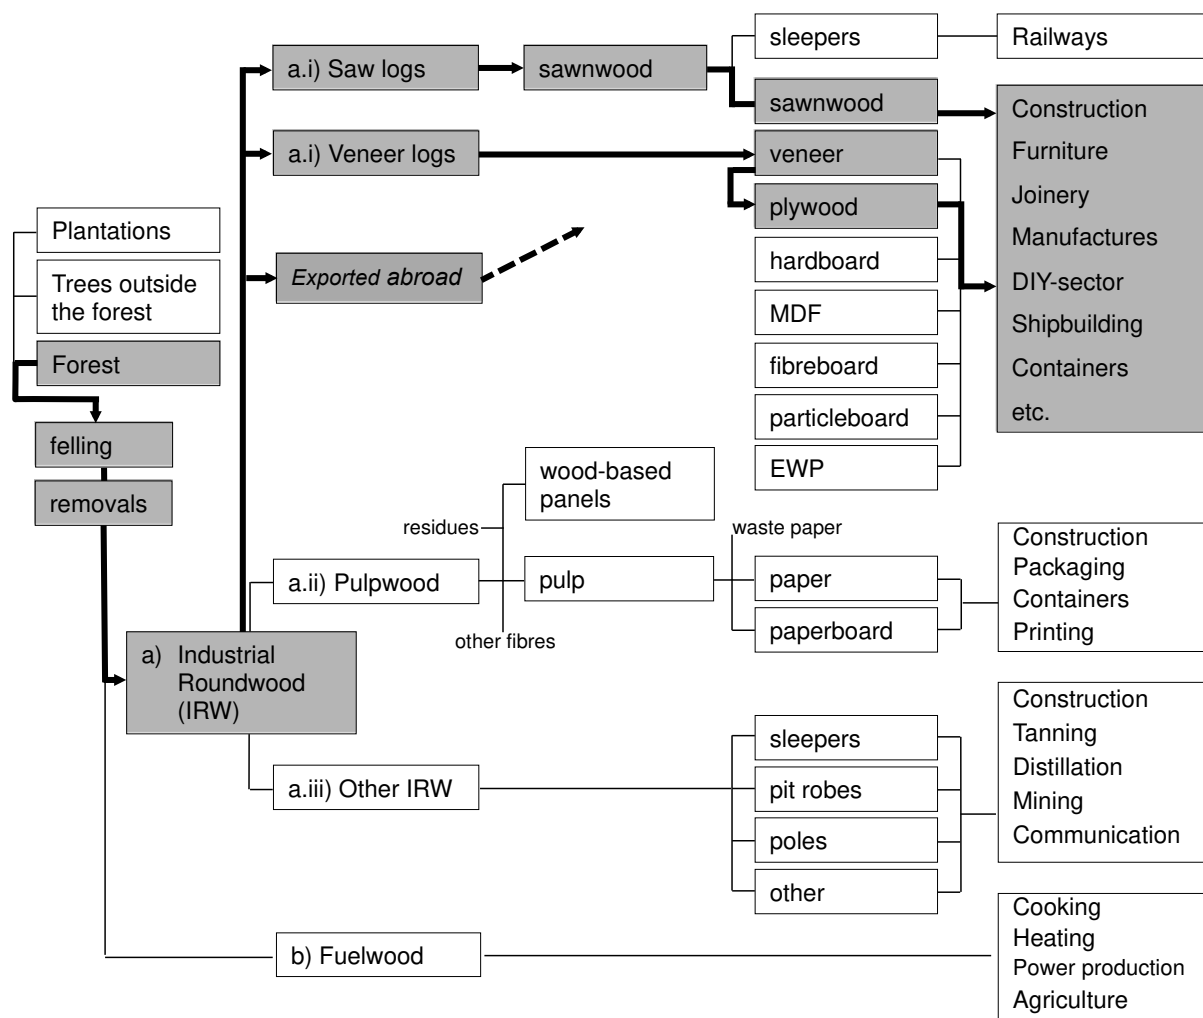 sleepers
Railways
a.i) Saw logs
sawnwood
sawnwood
Construction
Furniture
Joinery
Manufactures
DIY-sector
Shipbuilding
Containers
etc.
a.i) Veneer logs
veneer
plywood
Plantations
Trees outside
the forest
Forest
Exported abroad
hardboard
MDF
fibreboard
particleboard
EWP
felling
removals
wood-based
panels
residues
waste paper
a.ii) Pulpwood
pulp
paper
paperboard
other fibres
Construction
Packaging
Containers
Printing
a) Industrial
Roundwood
(IRW)
a.iii) Other IRW
sleepers
pit robes
poles
other
Construction
Tanning
Distillation
Mining
Communication
b) Fuelwood
Cooking
Heating
Power production
Agriculture